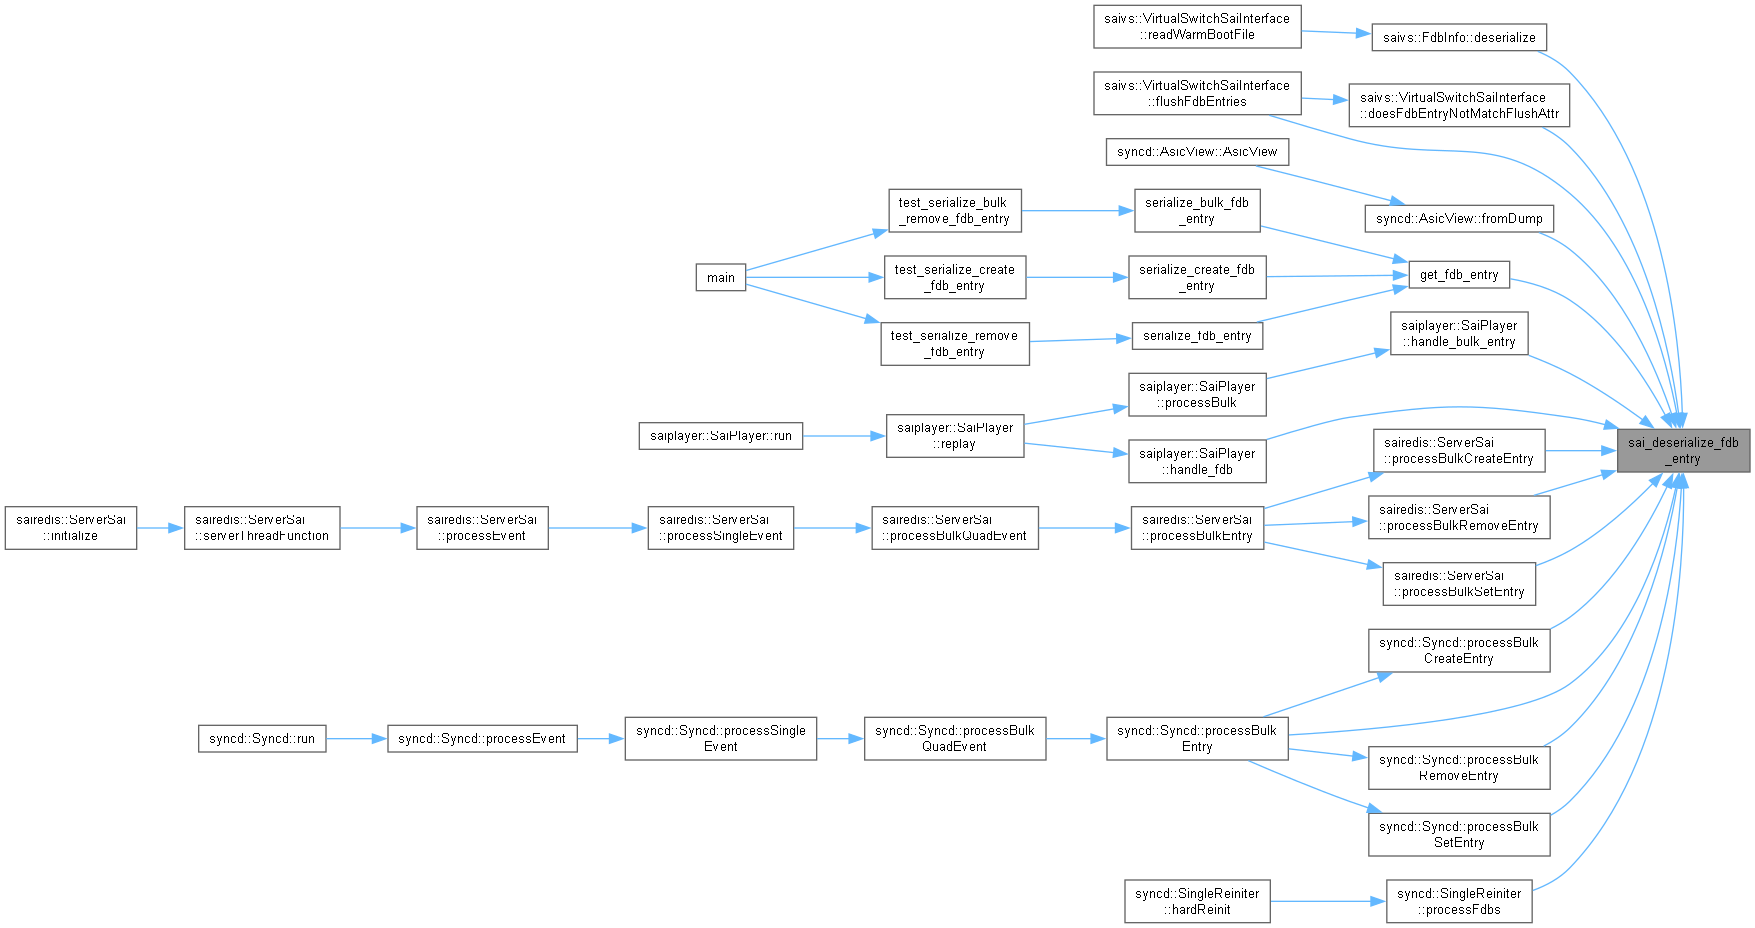 saivs::VirtualSwitchSaiInterface
::readWarmBootFile
saivs::FdbInfo::deserialize
saivs::VirtualSwitchSaiInterface
::flushFdbEntries
saivs::VirtualSwitchSaiInterface
::doesFdbEntryNotMatchFlushAttr
syncd::AsicView::AsicView
test_serialize_bulk
_remove_fdb_entry
serialize_bulk_fdb
_entry
syncd::AsicView::fromDump
main
test_serialize_create
_fdb_entry
serialize_create_fdb
_entry
get_fdb_entry
test_serialize_remove
_fdb_entry
serialize_fdb_entry
saiplayer::SaiPlayer
::handle_bulk_entry
saiplayer::SaiPlayer
::processBulk
saiplayer::SaiPlayer::run
saiplayer::SaiPlayer
::replay
saiplayer::SaiPlayer
::handle_fdb
sairedis::ServerSai
::processBulkCreateEntry
sai_deserialize_fdb
_entry
sairedis::ServerSai
::initialize
sairedis::ServerSai
::serverThreadFunction
sairedis::ServerSai
::processEvent
sairedis::ServerSai
::processSingleEvent
sairedis::ServerSai
::processBulkQuadEvent
sairedis::ServerSai
::processBulkEntry
sairedis::ServerSai
::processBulkRemoveEntry
sairedis::ServerSai
::processBulkSetEntry
syncd::Syncd::processBulk
CreateEntry
syncd::Syncd::run
syncd::Syncd::processEvent
syncd::Syncd::processSingle
Event
syncd::Syncd::processBulk
QuadEvent
syncd::Syncd::processBulk
Entry
syncd::Syncd::processBulk
RemoveEntry
syncd::Syncd::processBulk
SetEntry
syncd::SingleReiniter
::hardReinit
syncd::SingleReiniter
::processFdbs